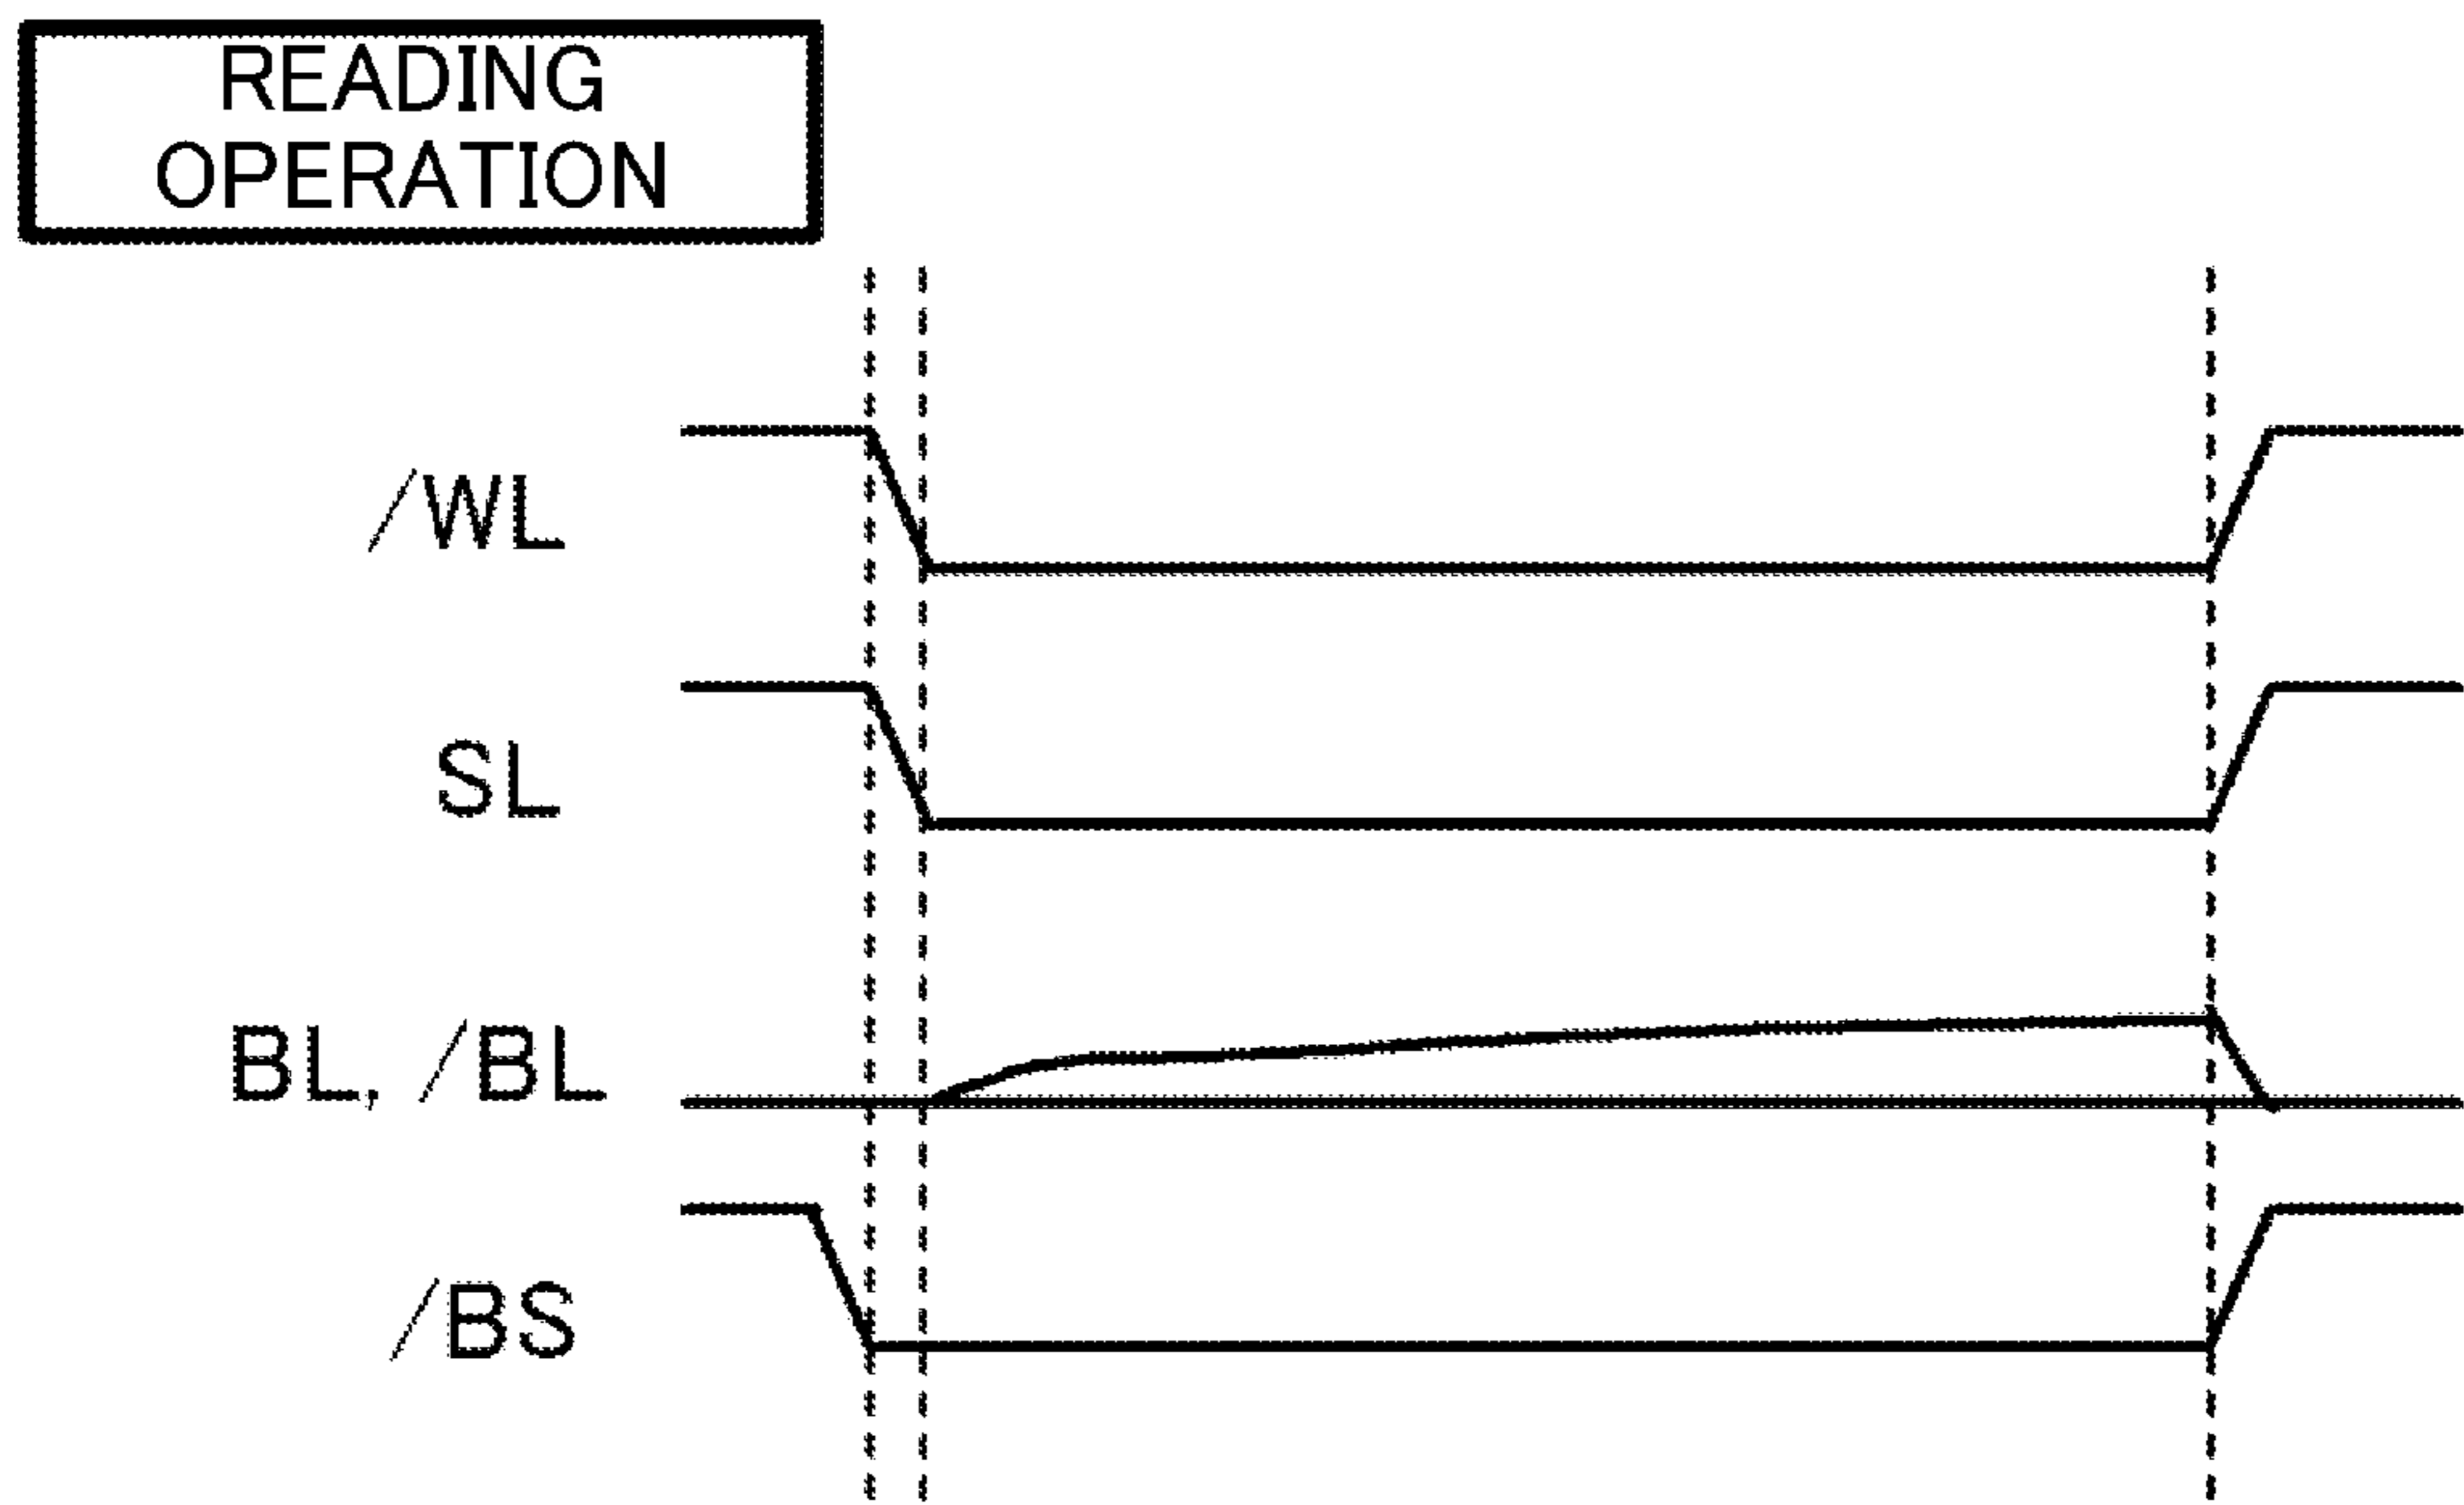 READING
OPERATION
/WL
SL
BL, /BL
/BS